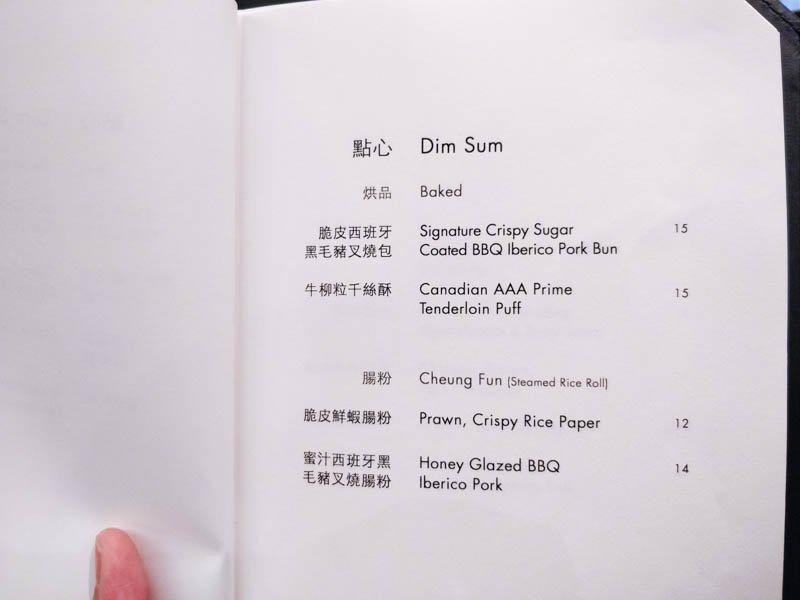 點心 Dim Sum
烘品 Baked
脆皮西班牙 Signature Crispy Sugar 15
黑毛豬叉燒包 Coated BBQ Iberico Pork Bun
牛柳粒千絲酥 Canadian AAA Prime 15
Tenderloin Puff
腸粉 Cheung Fun (Steamed Rice Roll)
脆皮鮮蝦腸粉 Prawn, Crispy Rice Paper 12
蜜汁西班牙黑 Honey Glazed BBQ 14
毛豬叉燒腸粉 Iberico Pork